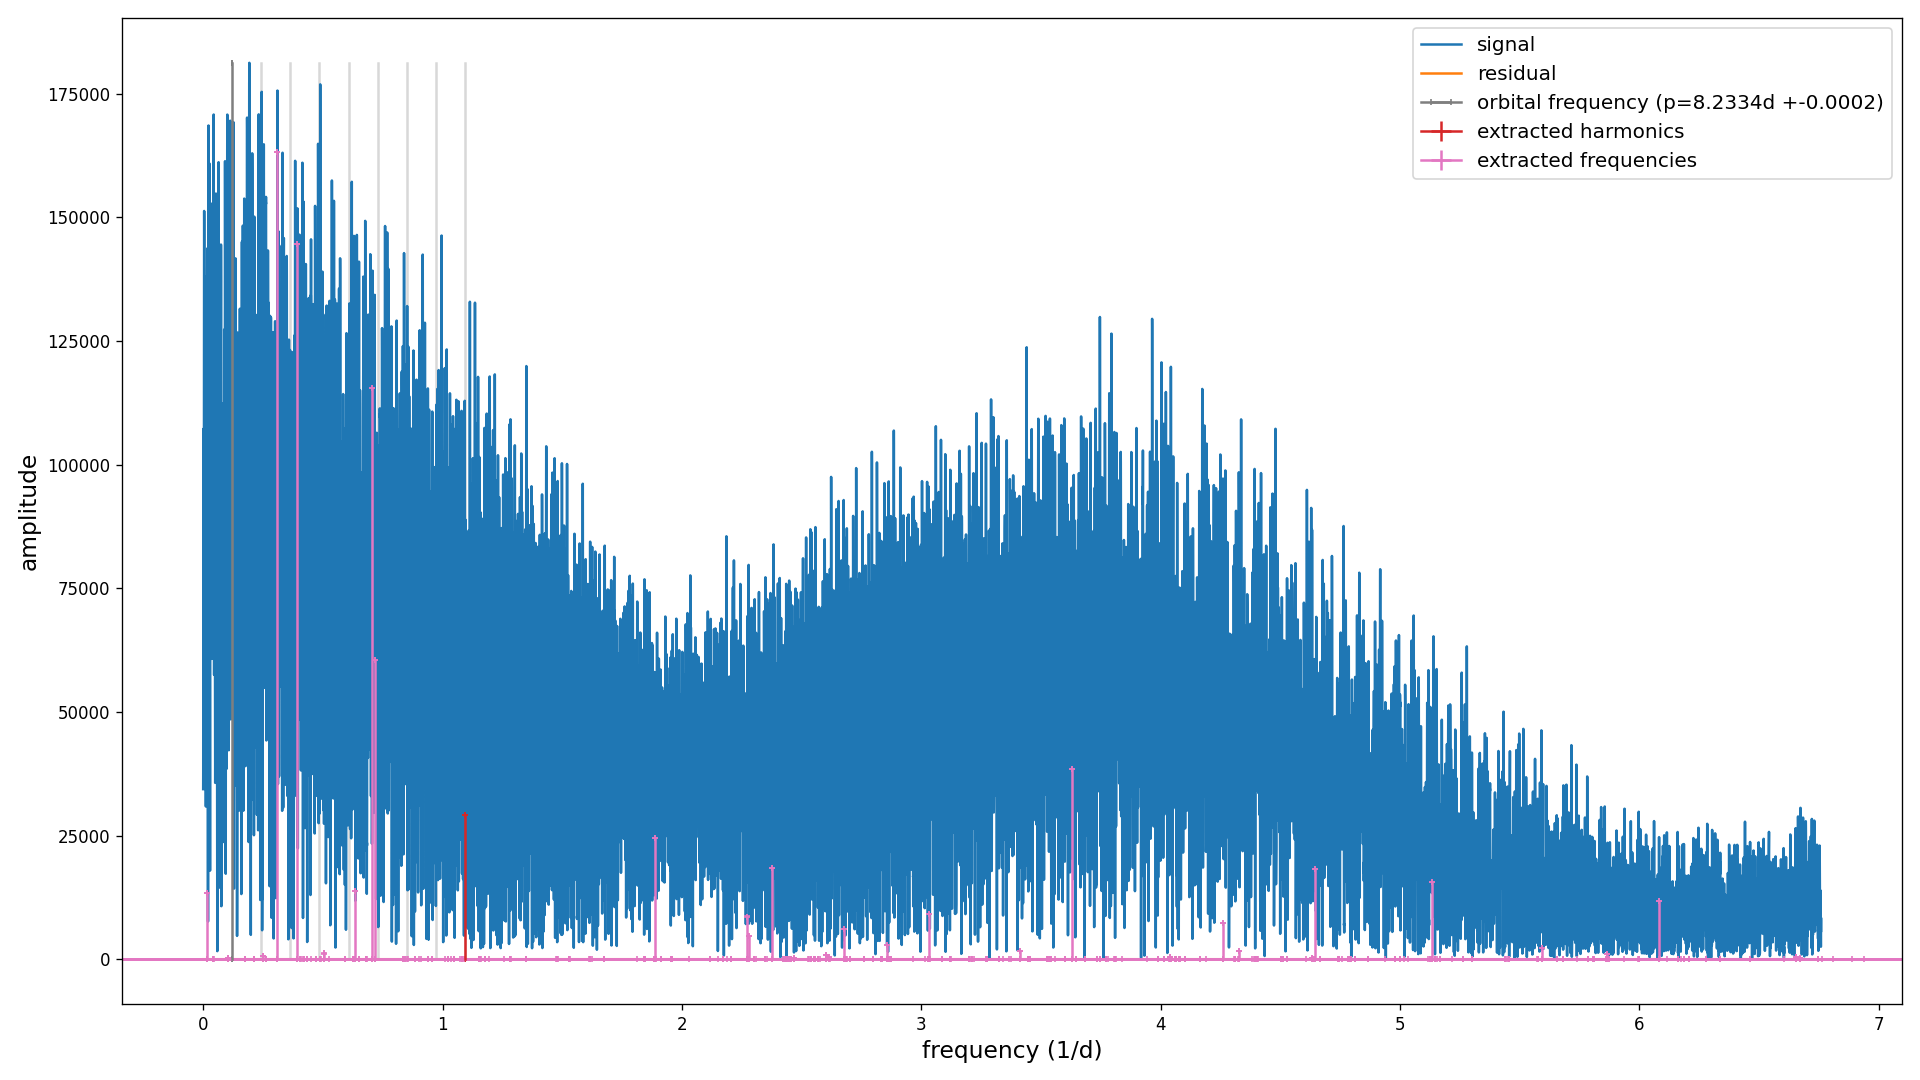 signal
residual
orbital frequency (p=8.2334d +-0.0002)
extracted harmonics
extracted frequencies
amplitude
175000
150000
125000
100000
75000
50000
25000
0
0 1 2 3 4 5 6 7
frequency (1/d)